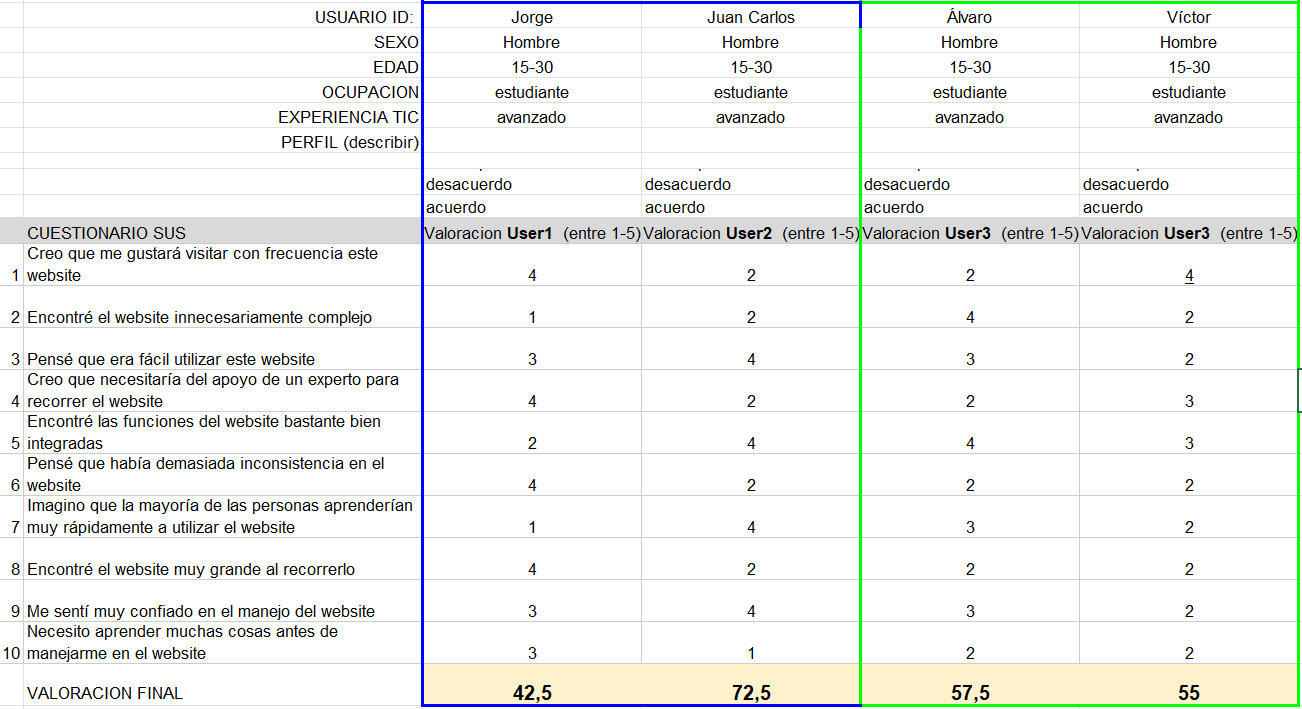 USUARIO ID: Jorge Juan Carlos Álvaro Víctor
SEXO Hombre Hombre Hombre Hombre
EDAD 15-30 15-30 15-30 15-30
OCUPACION estudiante estudiante estudiante estudiante
EXPERIENCIA TIC avanzado avanzado avanzado avanzado
PERFIL (describir)
desacuerdo desacuerdo desacuerdo desacuerdo
acuerdo acuerdo acuerdo acuerdo
CUESTIONARIO SUS Valoracion User1 (entre 1-5) Valoracion User2 (entre 1-5) Valoracion User3 (entre 1-5) Valoracion User3 (entre 1-5)
Creo que me gustará visitar con frecuencia este
1 website 4 2 2 4
2 Encontré el website innecesariamente complejo 1 2 4 2
3 Pensé que era fácil utilizar este website 3 4 3 2
Creo que necesitaría del apoyo de un experto para
4 recorrer el website 4 2 2 3
Encontré las funciones del website bastante bien
5 integradas 2 4 4 3
Pensé que había demasiada inconsistencia en el
6 website 4 2 2 2
Imagino que la mayoría de las personas aprenderían
7 muy rápidamente a utilizar el website 1 4 3 2
8 Encontré el website muy grande al recorrerlo 4 2 2 2
9 Me sentí muy confiado en el manejo del website 3 4 3 2
Necesito aprender muchas cosas antes de
10 manejarme en el website 3 1 2 2
VALORACION FINAL 42,5 72,5 57,5 55